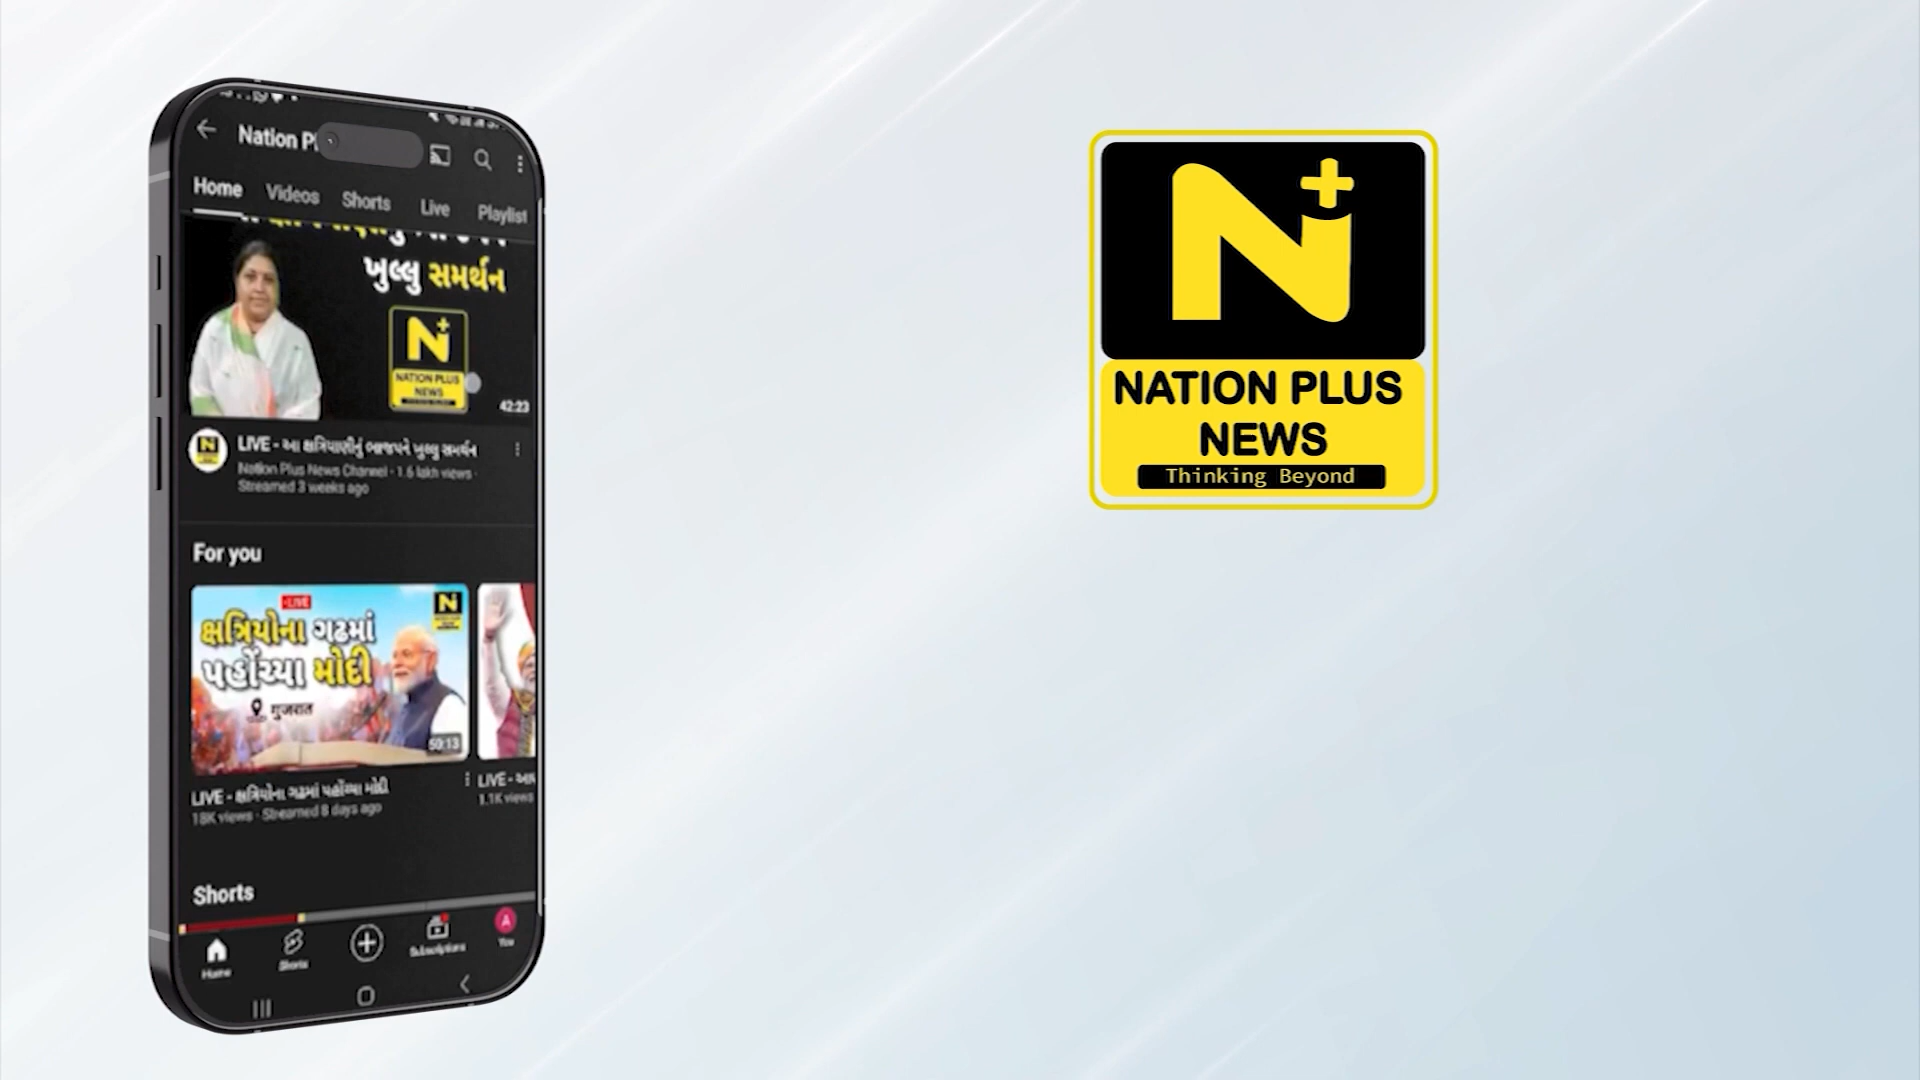 Nation Pl
Home Videos Shorts Live Playlist
ખુલ્લુ સમર્થન
N+
NATION PLUS
NEWS
42:23
LIVE - આ ક્ષત્રિયાણીનું ભાજપને ખુલ્લુ સમર્થન
Nation Plus News Channel · 1.6 lakh views ·
Streamed 3 weeks ago
For you
LIVE
ક્ષત્રિયોના ગઢમાં
પહોંચ્યા મોદી
ગુજરાત
N
50:13
LIVE - ક્ષત્રિયોના ગઢમાં પહોંચ્યા મોદી
18K views · Streamed 8 days ago
LIVE -
1.1K views
Shorts
Home Shorts Subscriptions You
A
N+
NATION PLUS
NEWS
Thinking Beyond